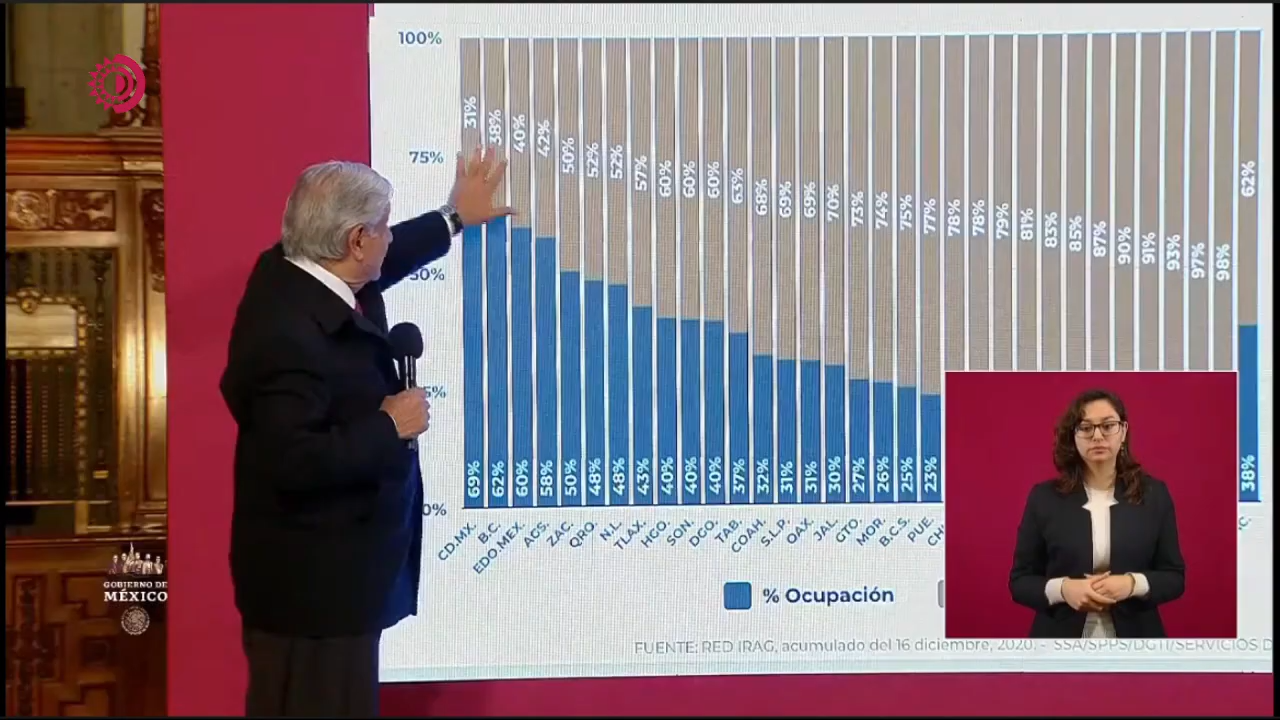 100%
75%
50%
5%
0%
31% 38% 40% 42% 50% 52% 52% 57% 60% 60% 60% 63% 68% 69% 69% 70% 73% 74% 75% 77% 78% 78% 79% 81% 83% 85% 87% 90% 91% 93% 97% 98% 62%
69% 62% 60% 58% 50% 48% 48% 43% 40% 40% 40% 37% 32% 31% 31% 30% 27% 26% 25% 23% 38%
CD.MX. B.C. EDO.MEX. AGS. ZAC. QRO. N.L. TLAX. HGO. SON. DGO. TAB. COAH. S.L.P. OAX. JAL. GTO. MOR. B.C.S. PUE.
% Ocupación
FUENTE: RED IRAG, acumulado del 16 diciembre, 2020. - SSA/SPPS/DGTI/SERVICIOS D
GOBIERNO DE
MÉXICO